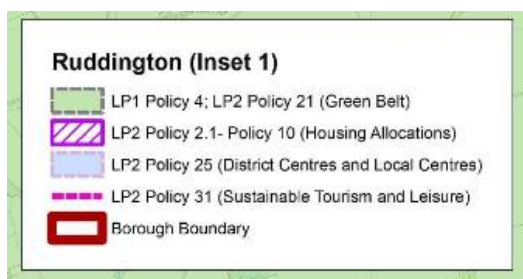 Ruddington (Inset 1)
LP1 Policy 4; LP2 Policy 21 (Green Belt)
LP2 Policy 2.1- Policy 10 (Housing Allocations)
LP2 Policy 25 (District Centres and Local Centres)
LP2 Policy 31 (Sustainable Tourism and Leisure)
Borough Boundary